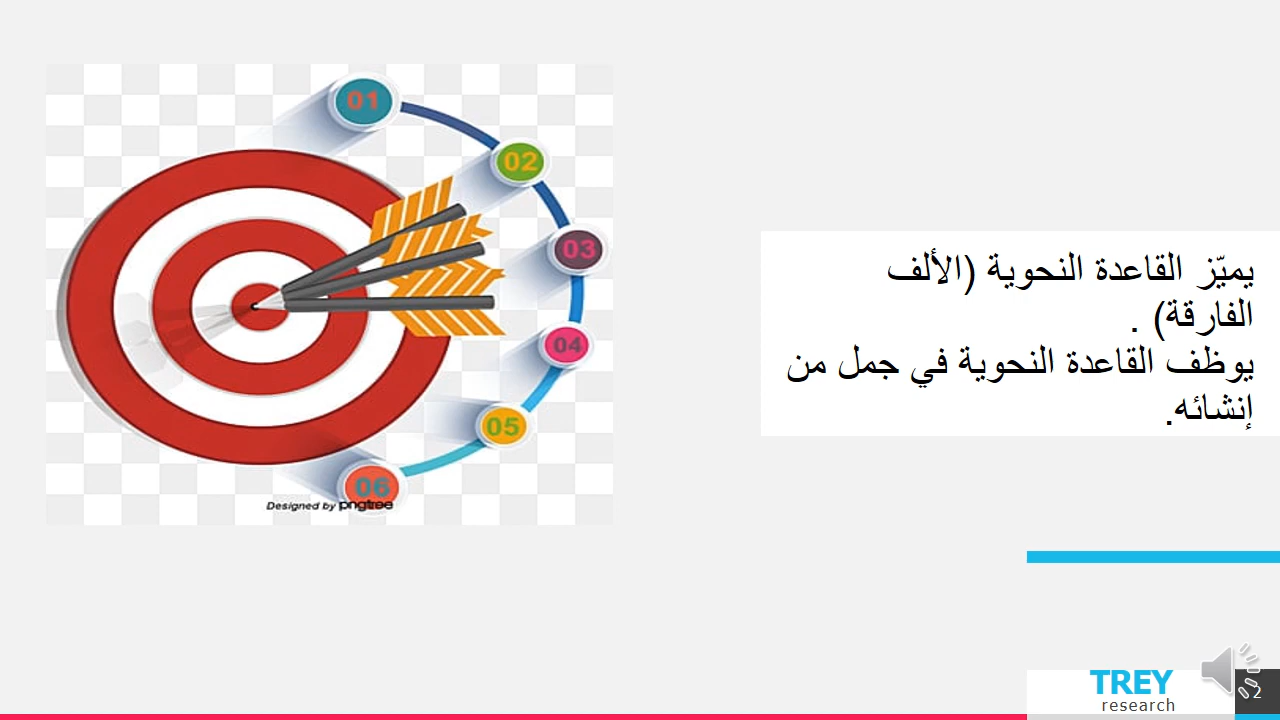 01
02
03
04
05
06
Designed by pngtree
يميّز القاعدة النحوية (الألف
الفارقة) .
يوظف القاعدة النحوية في جمل من
إنشائه.
TREY
research
2